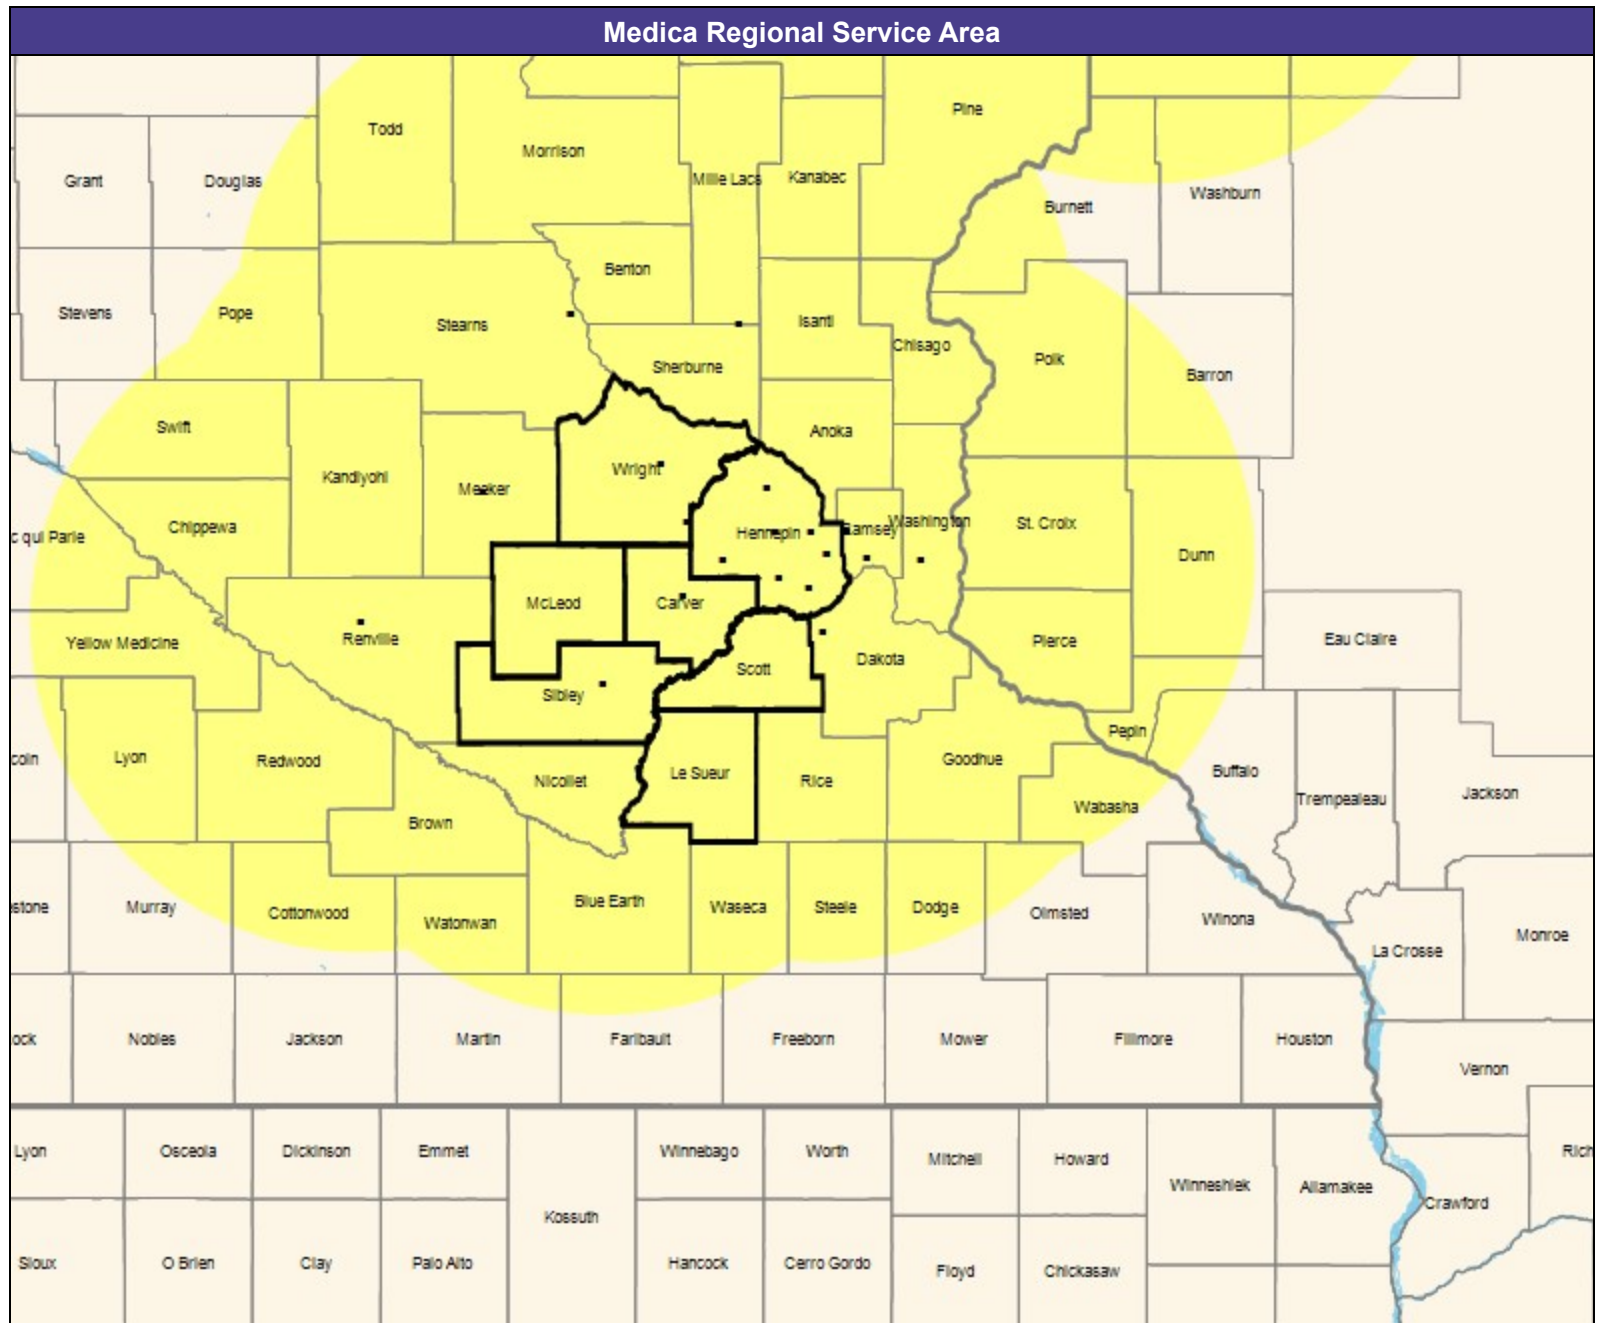 Medica Regional Service Area
Pine
Todd
Morrison
Mille Lacs
Kanabec
Grant
Douglas
Washburn
Burnett
Benton
Stevens
Pope
Stearns
Isanti
Chisago
Polk
Sherburne
Barron
Swift
Anoka
Wright
Kandiyohi
Meeker
Chippewa
Hennepin
Ramsey
Washington
St. Croix
c qui Parle
Dunn
McLeod
Carver
Yellow Medicine
Renville
Pierce
Eau Claire
Scott
Dakota
Sibley
Pepin
coln
Lyon
Redwood
Nicollet
Le Sueur
Rice
Goodhue
Buffalo
Trempealeau
Jackson
Wabasha
Brown
stone
Murray
Cottonwood
Watonwan
Blue Earth
Waseca
Steele
Dodge
Olmsted
Winona
Monroe
La Crosse
ock
Nobles
Jackson
Martin
Faribault
Freeborn
Mower
Fillmore
Houston
Vernon
Lyon
Osceola
Dickinson
Emmet
Winnebago
Worth
Mitchell
Howard
Rich
Winneshiek
Allamakee
Crawford
Kossuth
Sioux
O Brien
Clay
Palo Alto
Hancock
Cerro Gordo
Floyd
Chickasaw